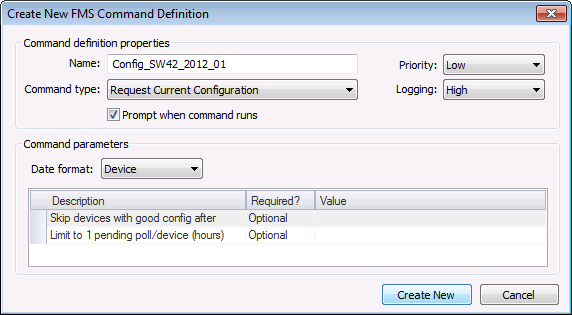 Create New FMS Command Definition
Command definition properties
Name: Config_SW42_2012_01 Priority: Low
Command type: Request Current Configuration Logging: High
Prompt when command runs
Command parameters
Date format: Device
Description Required? Value
Skip devices with good config after Optional
Limit to 1 pending poll/device (hours) Optional
Create New Cancel